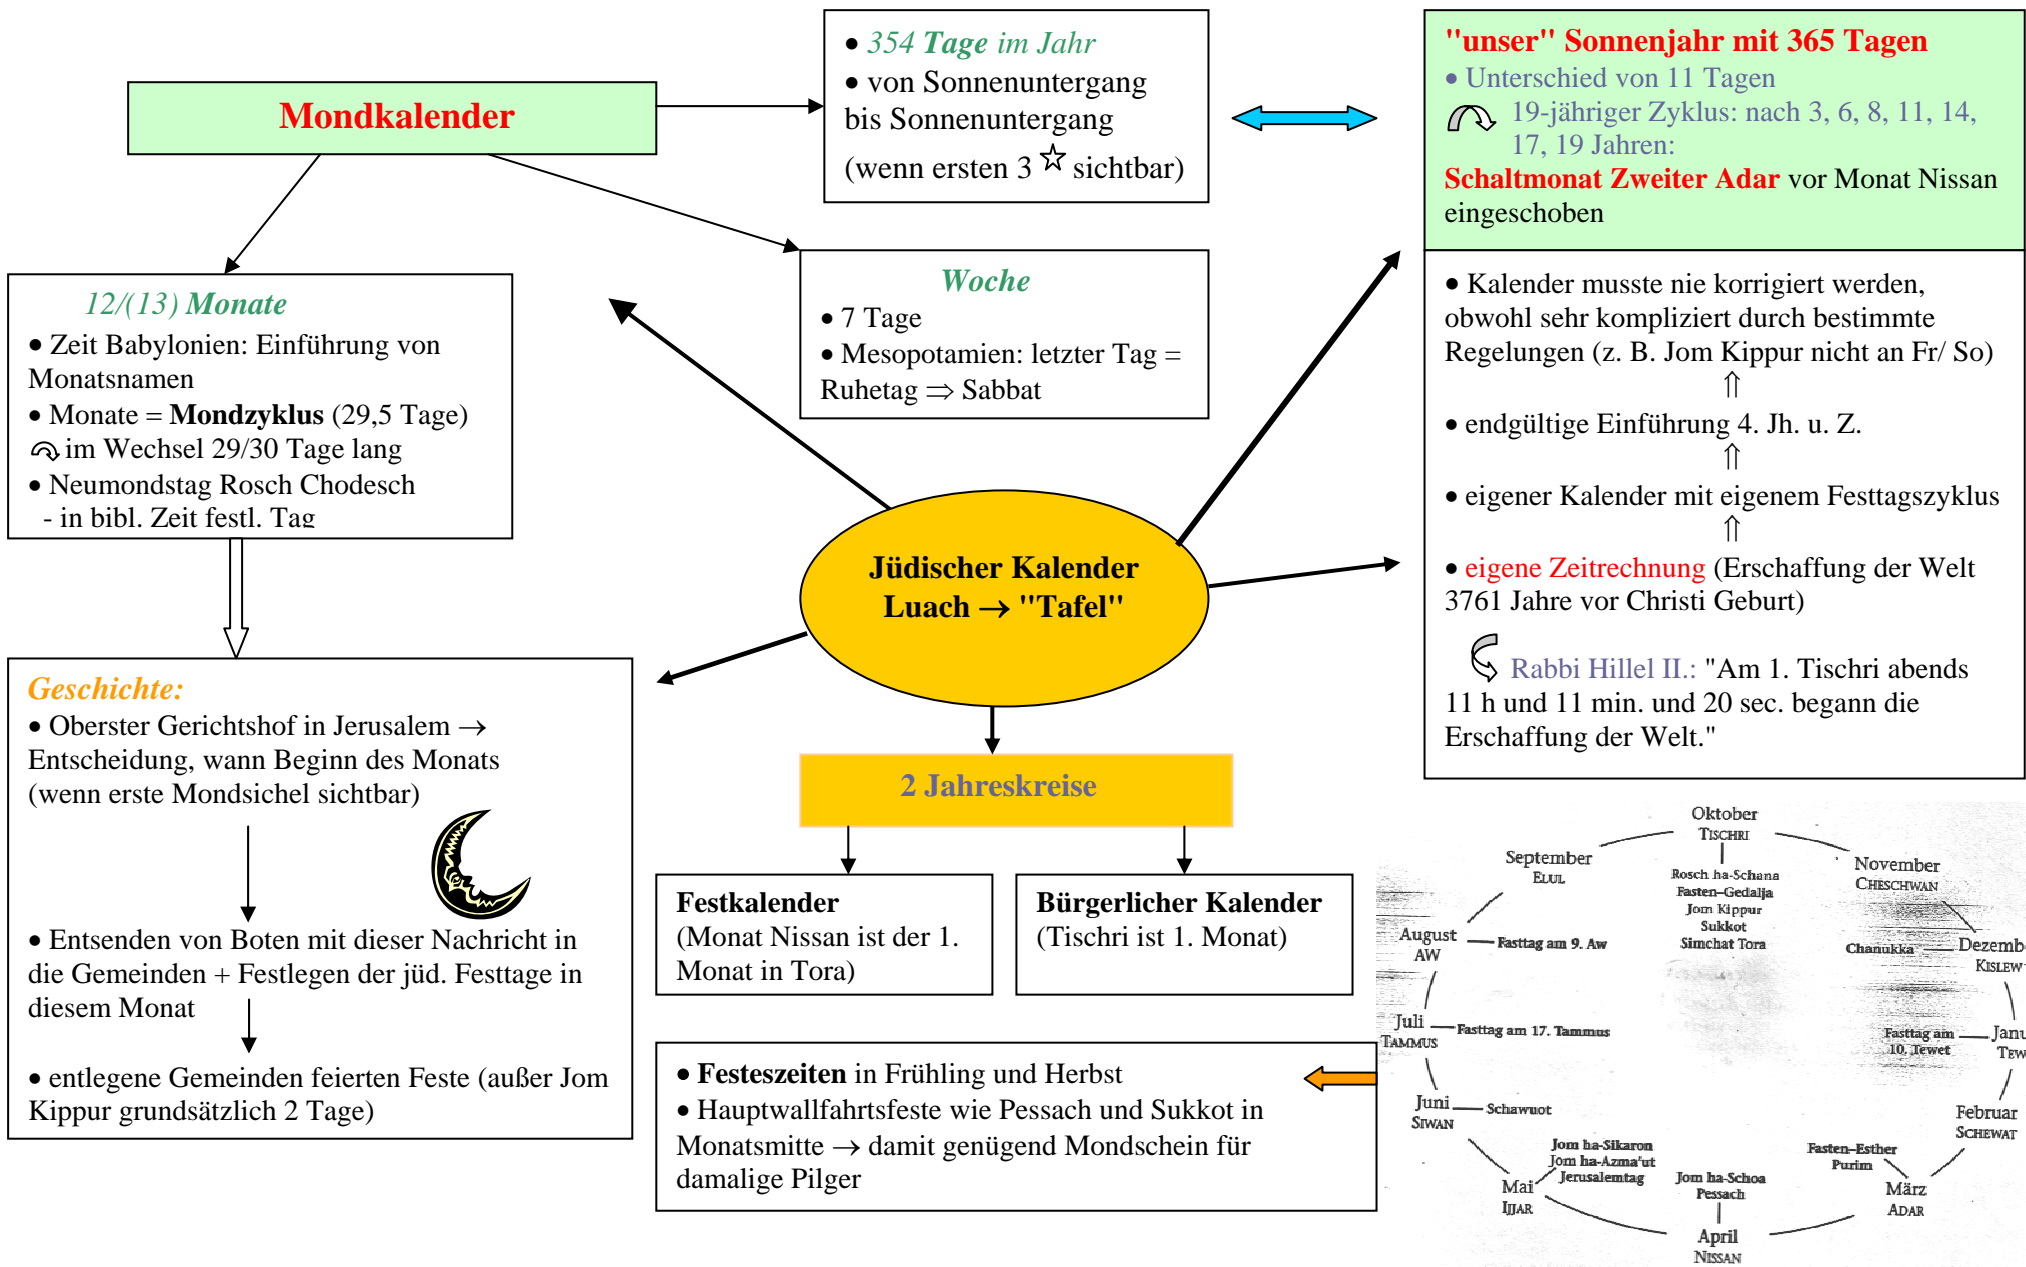 Mondkalender
• 354 Tage im Jahr
• von Sonnenuntergang
bis Sonnenuntergang
(wenn ersten 3 ☆ sichtbar)
"unser" Sonnenjahr mit 365 Tagen
• Unterschied von 11 Tagen
19-jähriger Zyklus: nach 3, 6, 8, 11, 14,
17, 19 Jahren:
Schaltmonat Zweiter Adar vor Monat Nissan
eingeschoben
12/(13) Monate
• Zeit Babylonien: Einführung von
Monatsnamen
• Monate = Mondzyklus (29,5 Tage)
im Wechsel 29/30 Tage lang
• Neumondstag Rosch Chodesch
- in bibl. Zeit festl. Tag
Woche
• 7 Tage
• Mesopotamien: letzter Tag =
Ruhetag ⇒ Sabbat
• Kalender musste nie korrigiert werden,
obwohl sehr kompliziert durch bestimmte
Regelungen (z. B. Jom Kippur nicht an Fr/ So)
⇑
• endgültige Einführung 4. Jh. u. Z.
⇑
• eigener Kalender mit eigenem Festtagszyklus
⇑
• eigene Zeitrechnung (Erschaffung der Welt
3761 Jahre vor Christi Geburt)
Rabbi Hillel II.: "Am 1. Tischri abends
11 h und 11 min. und 20 sec. begann die
Erschaffung der Welt."
Jüdischer Kalender
Luach → "Tafel"
Geschichte:
• Oberster Gerichtshof in Jerusalem →
Entscheidung, wann Beginn des Monats
(wenn erste Mondsichel sichtbar)
• Entsenden von Boten mit dieser Nachricht in
die Gemeinden + Festlegen der jüd. Festtage in
diesem Monat
• entlegene Gemeinden feierten Feste (außer Jom
Kippur grundsätzlich 2 Tage)
2 Jahreskreise
Festkalender
(Monat Nissan ist der 1.
Monat in Tora)
Bürgerlicher Kalender
(Tischri ist 1. Monat)
• Festeszeiten in Frühling und Herbst
• Hauptwallfahrtsfeste wie Pessach und Sukkot in
Monatsmitte → damit genügend Mondschein für
damalige Pilger
Oktober
TISCHRI
Rosch ha-Schana
Fasten-Gedalja
Jom Kippur
Sukkot
Simchat Tora
November
CHESCHWAN
Dezemb
KISLEW
Chanukka
Janu
TEW
Fasttag am
10. Tewet
Februar
SCHEWAT
März
ADAR
Fasten-Esther
Purim
April
NISSAN
Jom ha-Schoa
Pessach
Mai
IJJAR
Jom ha-Sikaron
Jom ha-Azma'ut
Jerusalemtag
Juni
SIWAN
Schawuot
Juli
TAMMUS
Fasttag am 17. Tammus
August
AW
Fasttag am 9. Aw
September
ELUL